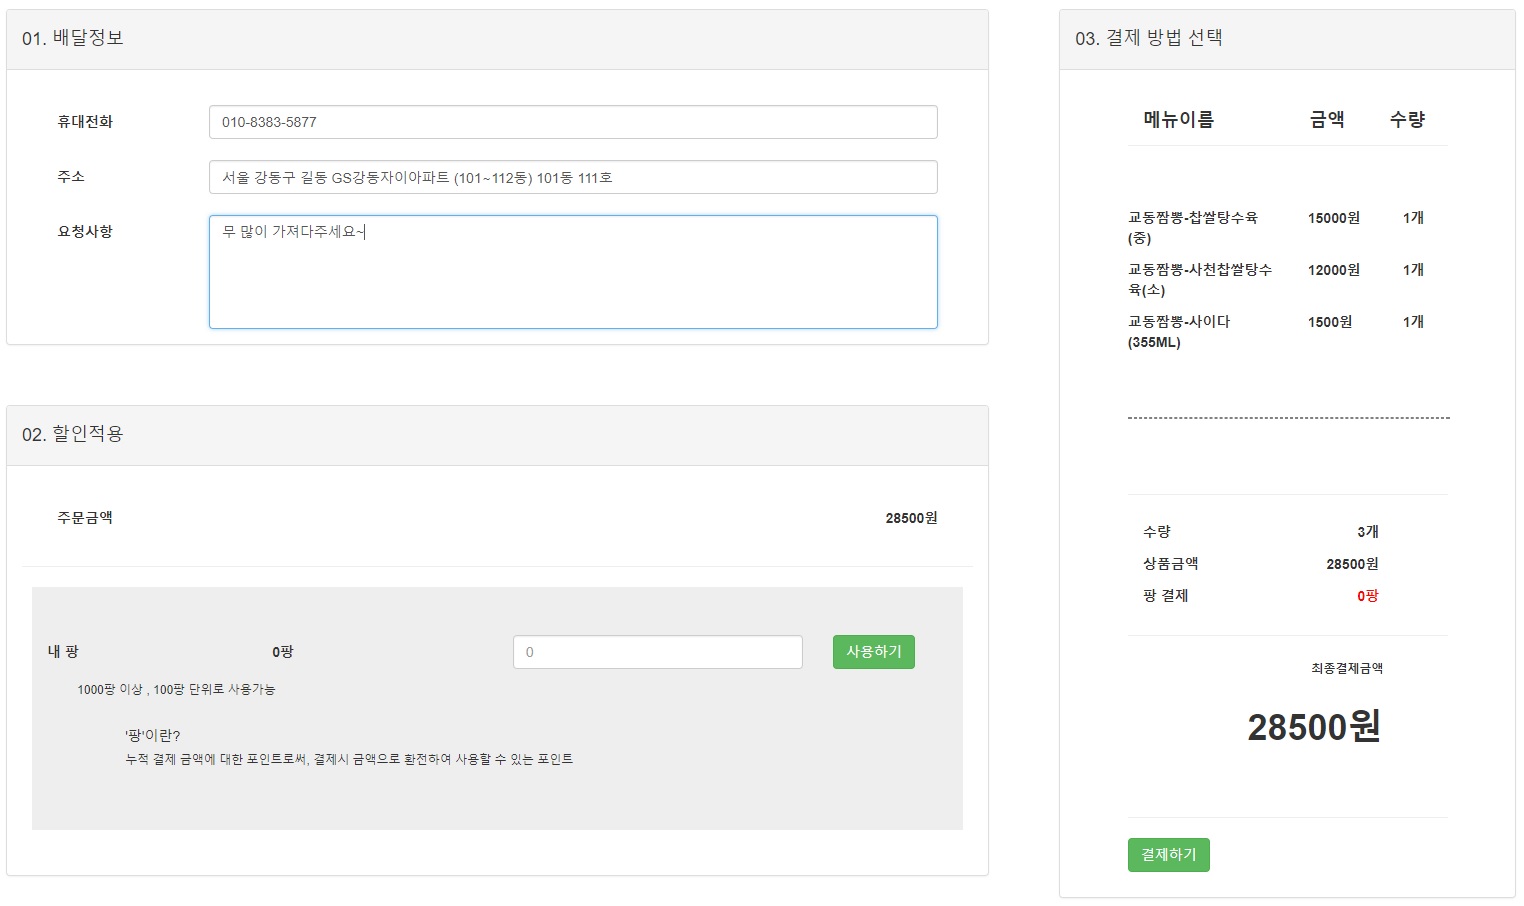 01. 배달정보
휴대전화 010-8383-5877
주소 서울 강동구 길동 GS강동자이아파트 (101~112동) 101동 111호
요청사항 무 많이 가져다주세요~
02. 할인적용
주문금액 28500원
내 팡 0팡 0 사용하기
1000팡 이상 , 100팡 단위로 사용가능
'팡'이란?
누적 결제 금액에 대한 포인트로써, 결제시 금액으로 환전하여 사용할 수 있는 포인트
03. 결제 방법 선택
메뉴이름 금액 수량
교동짬뽕-찹쌀탕수육 15000원 1개
(중)
교동짬뽕-사천찹쌀탕수 12000원 1개
육(소)
교동짬뽕-사이다 1500원 1개
(355ML)
수량 3개
상품금액 28500원
팡 결제 0팡
최종결제금액
28500원
결제하기